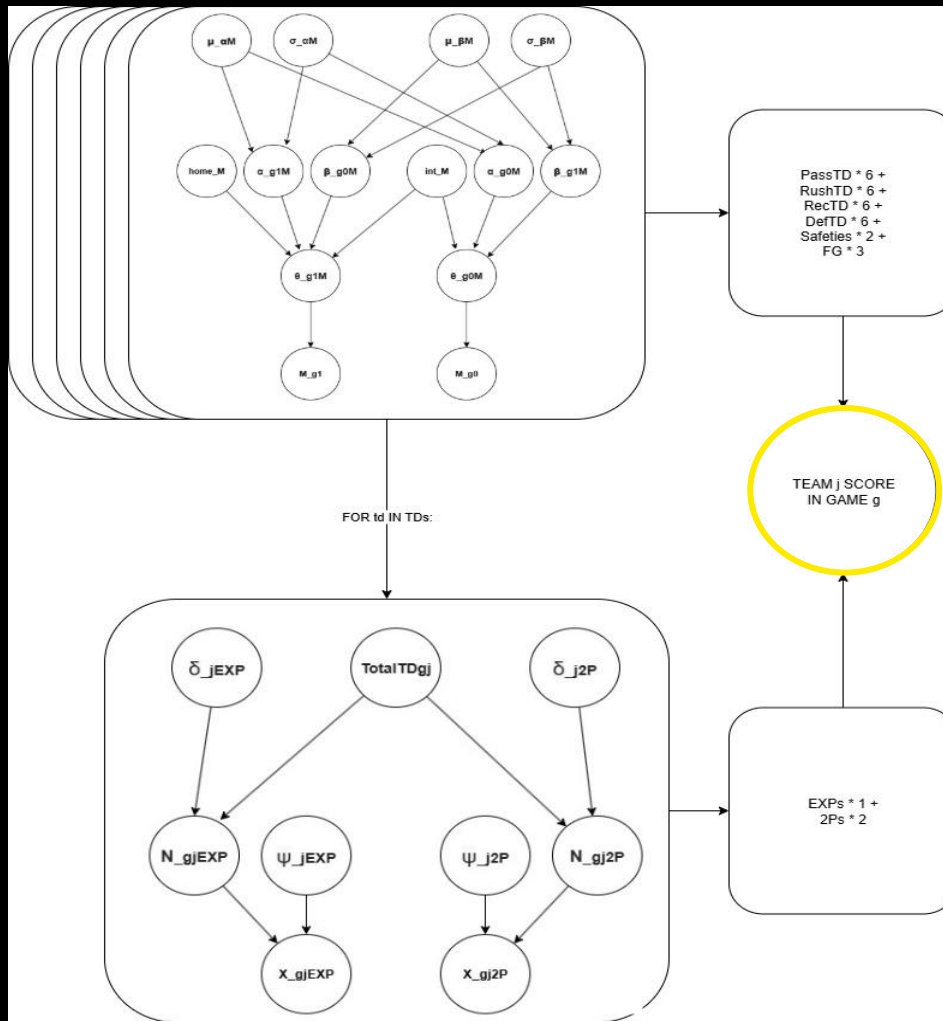 μ_αM
σ_αM
μ_βM
σ_βM
home_M
α_g1M
β_g0M
int_M
α_g0M
β_g1M
θ_g1M
θ_g0M
M_g1
M_g0
PassTD * 6 +
RushTD * 6 +
RecTD * 6 +
DefTD * 6 +
Safeties * 2 +
FG * 3
TEAM j SCORE
IN GAME g
FOR td IN TDs:
δ_jEXP
TotalTDgj
δ_j2P
N_gjEXP
Ψ_jEXP
Ψ_j2P
N_gj2P
X_gjEXP
X_gj2P
EXPs * 1 +
2Ps * 2